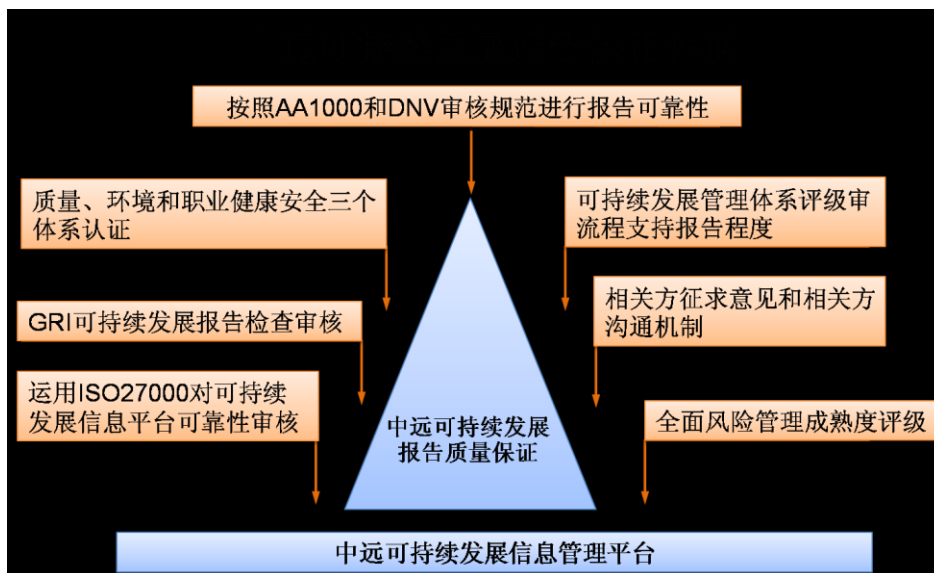 按照AA1000和DNV审核规范进行报告可靠性
质量、环境和职业健康安全三个
体系认证
可持续发展管理体系评级审
流程支持报告程度
GRI可持续发展报告检查审核
相关方征求意见和相关方
沟通机制
运用ISO27000对可持续
发展信息平台可靠性审核
全面风险管理成熟度评级
中远可持续发展
报告质量保证
中远可持续发展信息管理平台